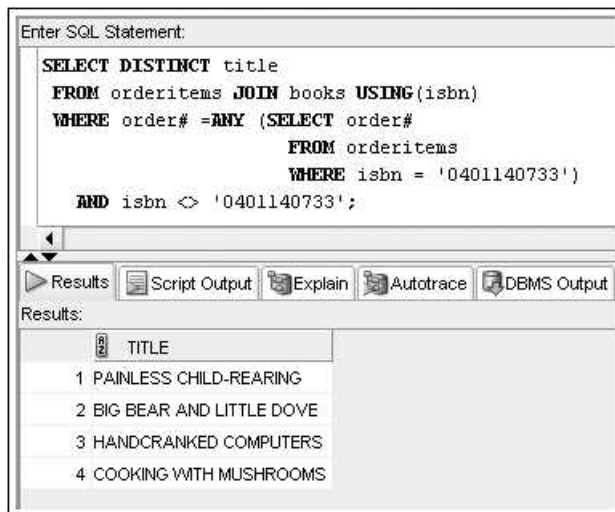 Enter SQL Statement:
SELECT DISTINCT title
FROM orderitems JOIN books USING(isbn)
WHERE order# =ANY (SELECT order#
FROM orderitems
WHERE isbn = '0401140733')
AND isbn <> '0401140733';
Results Script Output Explain Autotrace DBMS Output
Results:
TITLE
1 PAINLESS CHILD-REARING
2 BIG BEAR AND LITTLE DOVE
3 HANDCRANKED COMPUTERS
4 COOKING WITH MUSHROOMS